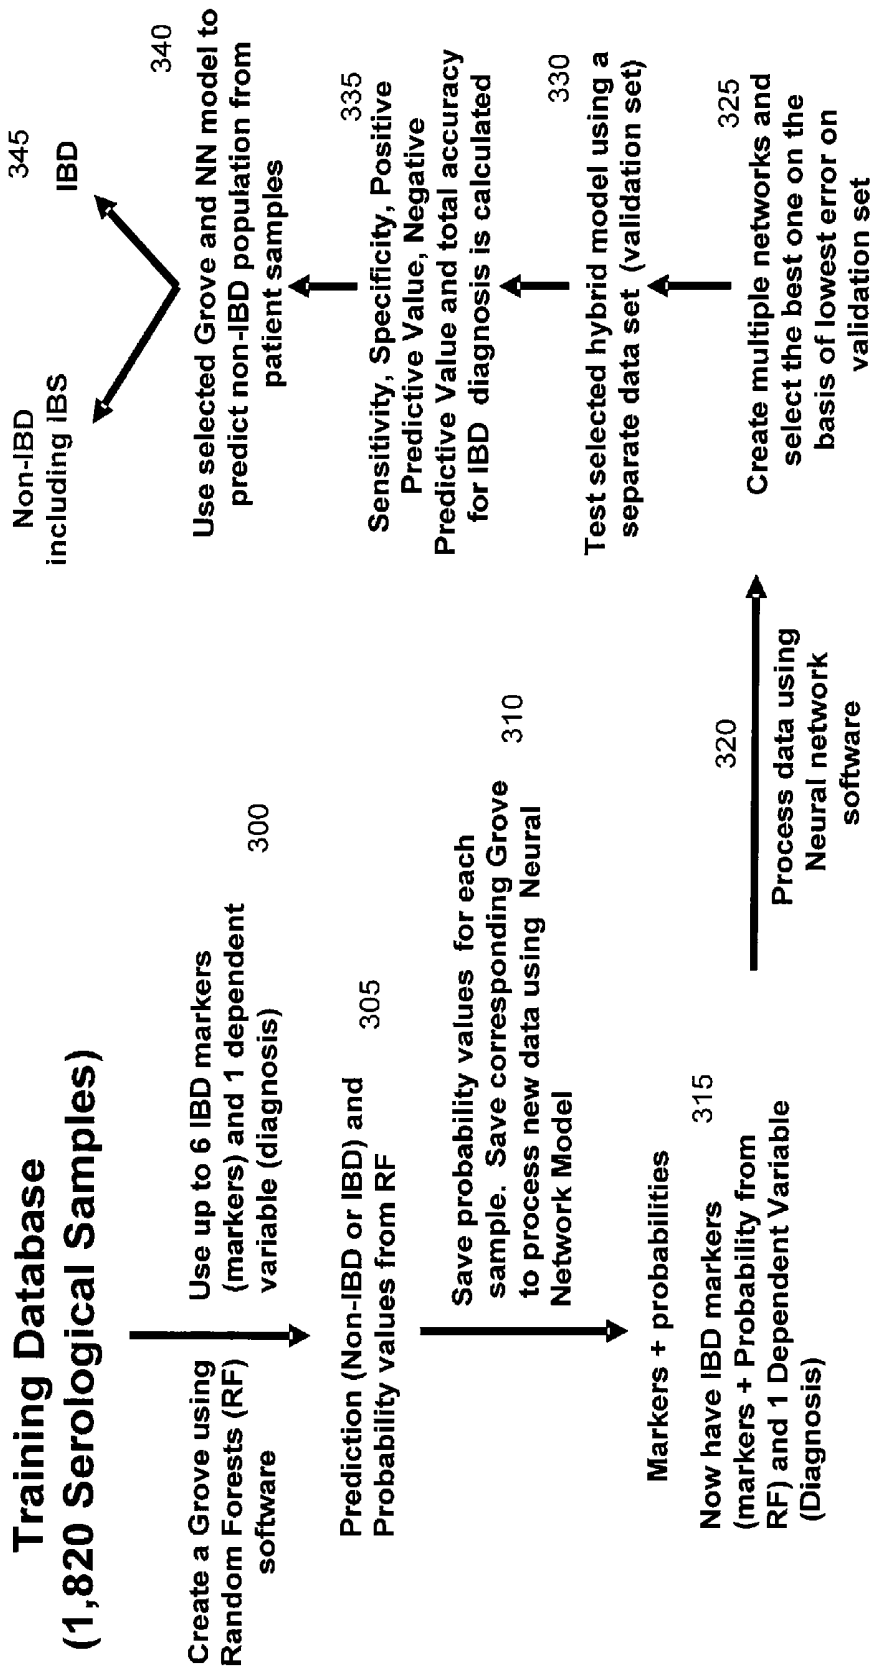 Training Database
(1,820 Serological Samples)
Create a Grove using
Random Forests (RF)
software
Use up to 6 IBD markers
(markers) and 1 dependent
variable (diagnosis)
300
Prediction (Non-IBD or IBD) and
Probability values from RF
305
Save probability values for each
sample. Save corresponding Grove
to process new data using Neural
Network Model
310
Markers + probabilities
Now have IBD markers
(markers + Probability from
RF) and 1 Dependent Variable
(Diagnosis)
315
320
Process data using
Neural network
software
325
Create multiple networks and
select the best one on the
basis of lowest error on
validation set
330
Test selected hybrid model using a
separate data set (validation set)
335
Sensitivity, Specificity, Positive
Predictive Value, Negative
Predictive Value and total accuracy
for IBD diagnosis is calculated
340
Use selected Grove and NN model to
predict non-IBD population from
patient samples
Non-IBD
including IBS
345
IBD